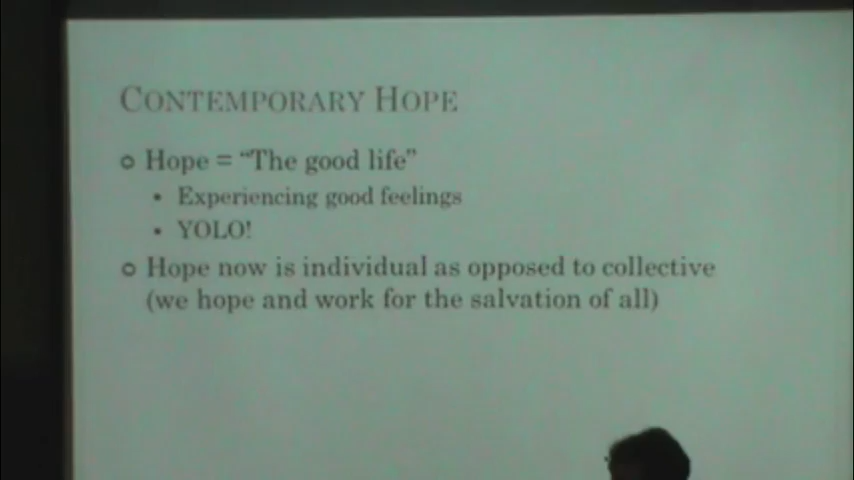 CONTEMPORARY HOPE
Hope = “The good life”
• Experiencing good feelings
• YOLO!
Hope now is individual as opposed to collective
(we hope and work for the salvation of all)